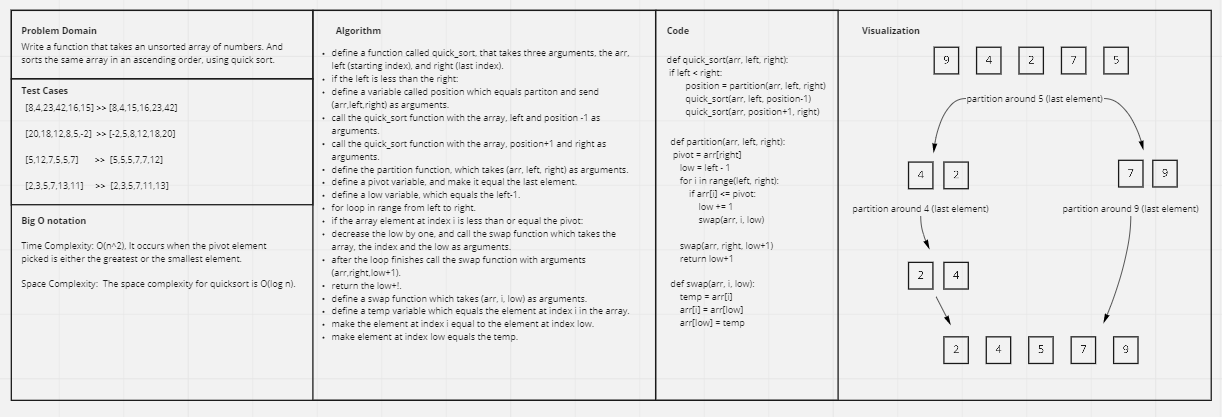 Problem Domain
Write a function that takes an unsorted array of numbers. And
sorts the same array in an ascending order, using quick sort.
Test Cases
[8,4,23,42,16,15] >> [8,4,15,16,23,42]
[20,18,12,8,5,-2] >> [-2,5,8,12,18,20]
[5,12,7,5,5,7] >> [5,5,5,7,7,12]
[2,3,5,7,13,11] >> [2,3,5,7,11,13]
Big O notation
Time Complexity: O(n^2), It occurs when the pivot element
picked is either the greatest or the smallest element.
Space Complexity: The space complexity for quicksort is O(log n).
Algorithm
• define a function called quick_sort, that takes three arguments, the arr,
left (starting index), and right (last index).
• if the left is less than the right:
• define a variable called position which equals partiton and send
(arr,left,right) as arguments.
• call the quick_sort function with the array, left and position -1 as
arguments.
• call the quick_sort function with the array, position+1 and right as
arguments.
• define the partition function, which takes (arr, left, right) as arguments.
• define a pivot variable, and make it equal the last element.
• define a low variable, which equals the left-1.
• for loop in range from left to right.
• if the array element at index i is less than or equal the pivot:
• decrease the low by one, and call the swap function which takes the
array, the index and the low as arguments.
• after the loop finishes call the swap function with arguments
(arr,right,low+1).
• return the low+!.
• define a swap function which takes (arr, i, low) as arguments.
• define a temp variable which equals the element at index i in the array.
• make the element at index i equal to the element at index low.
• make element at index low equals the temp.
Code
def quick_sort(arr, left, right):
if left < right:
position = partition(arr, left, right)
quick_sort(arr, left, position-1)
quick_sort(arr, position+1, right)
def partition(arr, left, right):
pivot = arr[right]
low = left - 1
for i in range(left, right):
if arr[i] <= pivot:
low += 1
swap(arr, i, low)
swap(arr, right, low+1)
return low+1
def swap(arr, i, low):
temp = arr[i]
arr[i] = arr[low]
arr[low] = temp
Visualization
9 4 2 7 5
partition around 5 (last element)
4 2 7 9
partition around 4 (last element) partition around 9 (last element)
2 4
2 4 5 7 9